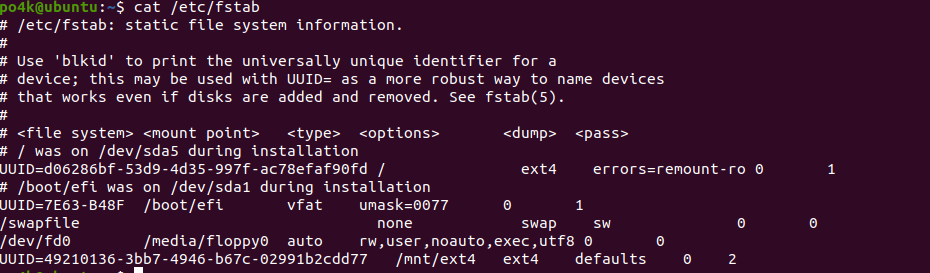 po4k@ubuntu:~$ cat /etc/fstab
# /etc/fstab: static file system information.
#
# Use 'blkid' to print the universally unique identifier for a
# device; this may be used with UUID= as a more robust way to name devices
# that works even if disks are added and removed. See fstab(5).
#
# <file system> <mount point>   <type>  <options>       <dump>  <pass>
# / was on /dev/sda5 during installation
UUID=d06286bf-53d9-4d35-997f-ac78efaf90fd /               ext4    errors=remount-ro 0       1
# /boot/efi was on /dev/sda1 during installation
UUID=7E63-B48F  /boot/efi       vfat    umask=0077      0       1
/swapfile                                 none            swap    sw              0       0
/dev/fd0        /media/floppy0  auto    rw,user,noauto,exec,utf8 0       0
UUID=49210136-3bb7-4946-b67c-02991b2cdd77   /mnt/ext4   ext4    defaults    0    2
po4k@ubuntu:~$